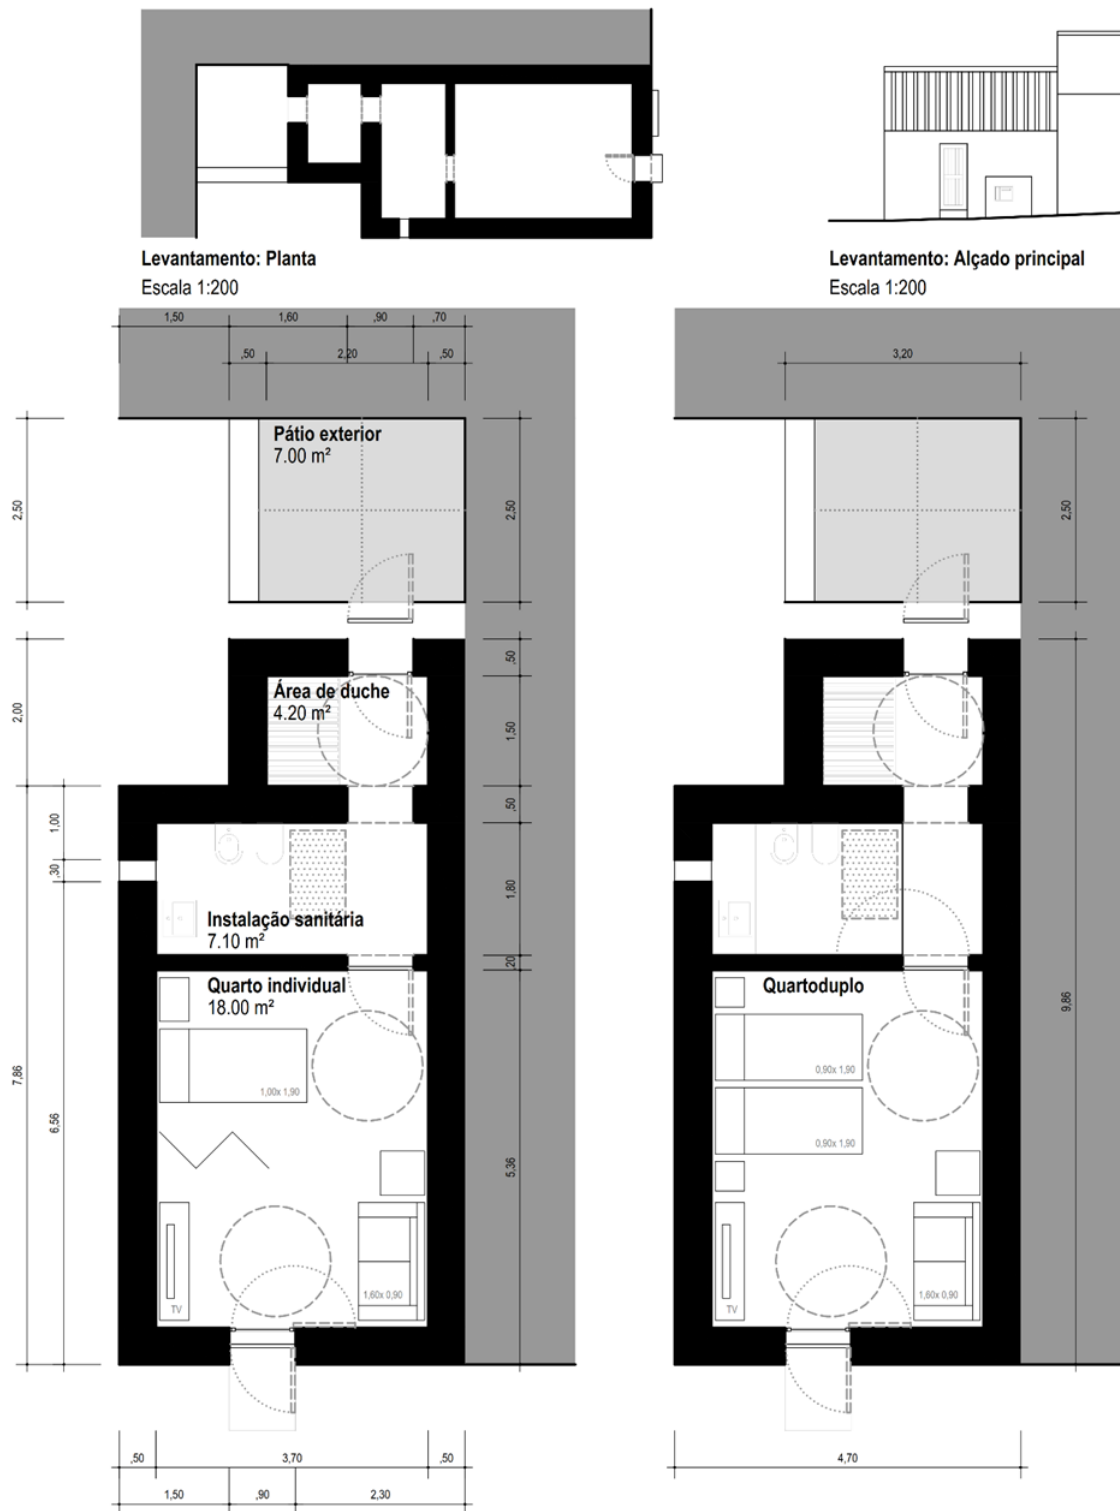 Levantamento: Planta
Escala 1:200
Levantamento: Alçado principal
Escala 1:200
1,50 1,60 ,90 ,70
,50 2,20 ,50
3,20
Pátio exterior
7.00 m²
2,50
2,50
2,50
Área de duche
4.20 m²
2,00
,50
1,50
,50
1,00
,30
1,80
,20
Instalação sanitária
7.10 m²
Quarto individual
18.00 m²
Quartoduplo
1,00x 1,90
0,90x 1,90
0,90x 1,90
7,86
6,56
5,36
9,86
TV
1,60x 0,90
TV
1,60x 0,90
,50 3,70 ,50
1,50 ,90 2,30
4,70